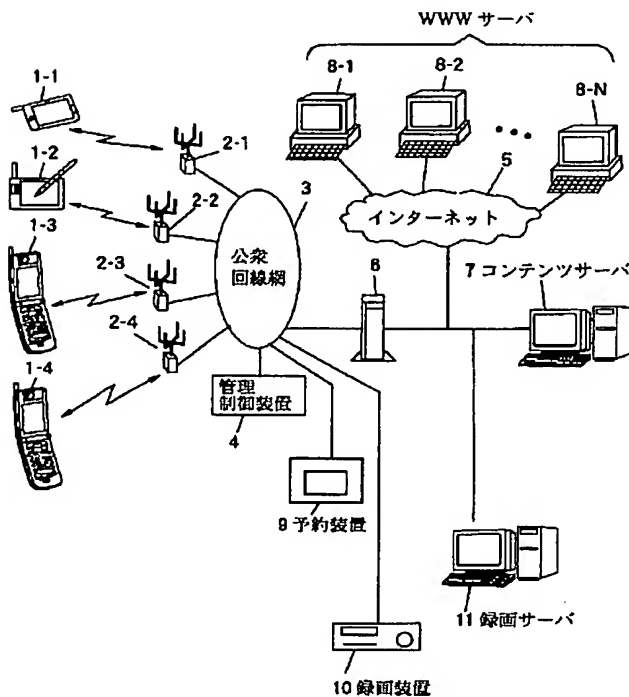 WWW サーバ
8-1
8-2
8-N
1-1
2-1
1-2
2-2
3
5
インターネット
1-3
公衆
回線網
2-3
6
7 コンテンツサーバ
2-4
1-4
管理
制御装置
4
9 予約装置
11 録画サーバ
10 録画装置